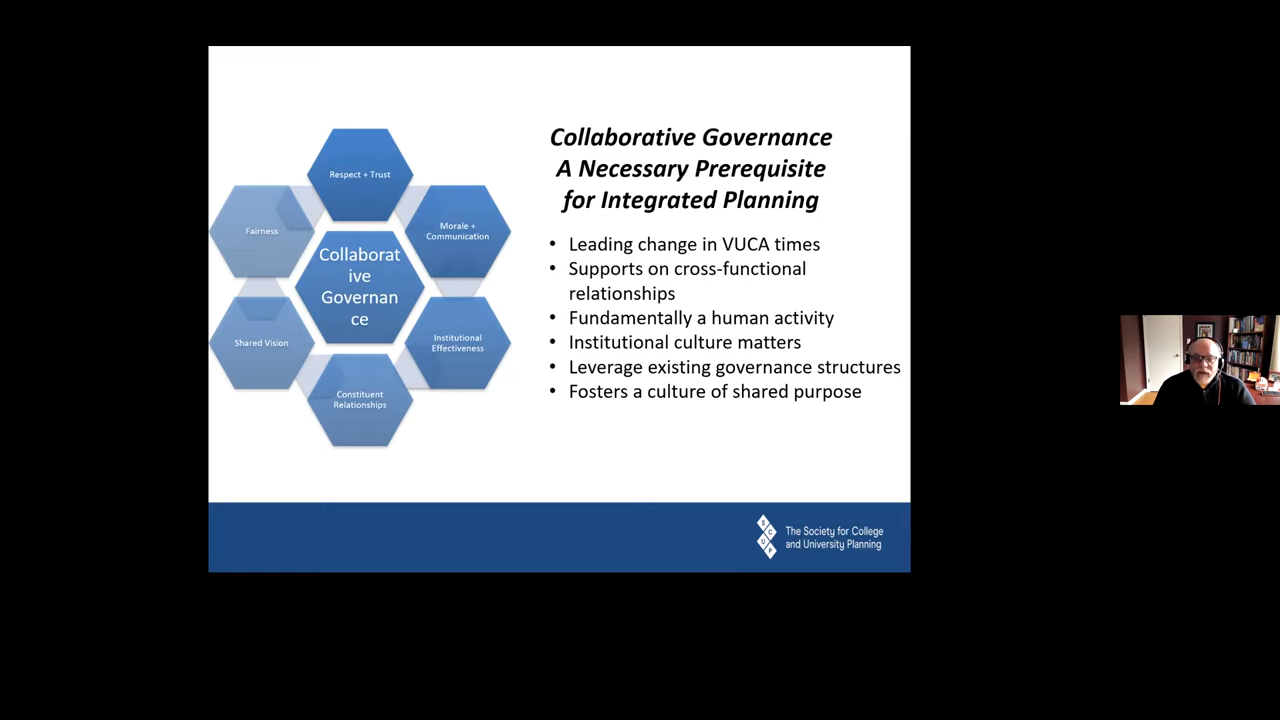 Collaborative Governance
A Necessary Prerequisite
for Integrated Planning
Respect + Trust
Morale +
Communication
Institutional
Effectiveness
Constituent
Relationships
Shared Vision
Fairness
Collaborat
ive
Governan
ce
• Leading change in VUCA times
• Supports on cross-functional
relationships
• Fundamentally a human activity
• Institutional culture matters
• Leverage existing governance structures
• Fosters a culture of shared purpose
S
C
U
P
The Society for College
and University Planning